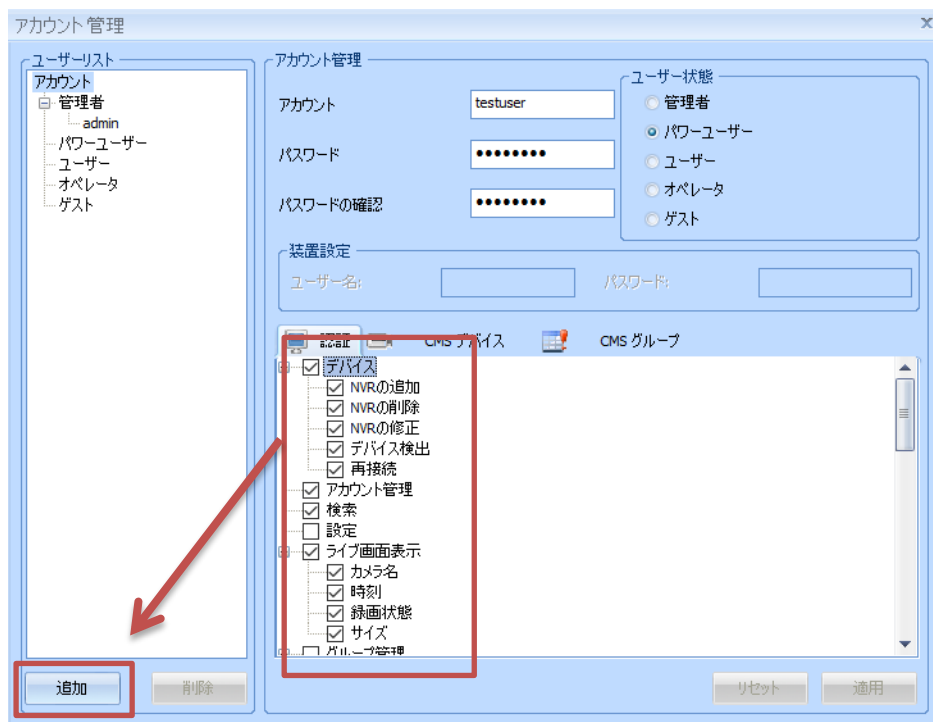 アカウント 管理
x
ユーザーリスト
アカウント
管理者
admin
パワーユーザー
ユーザー
オペレータ
ゲスト
追加
削除
アカウント管理
アカウント
testuser
パスワード
••••••••
パスワードの確認
••••••••
ユーザー状態
管理者
パワーユーザー
ユーザー
オペレータ
ゲスト
装置設定
ユーザー名:
パスワード:
認証
CMS デバイス
CMS グループ
デバイス
NVRの追加
NVRの削除
NVRの修正
デバイス検出
再接続
アカウント管理
検索
設定
ライブ画面表示
カメラ名
時刻
録画状態
サイズ
グループ管理
リセット
適用